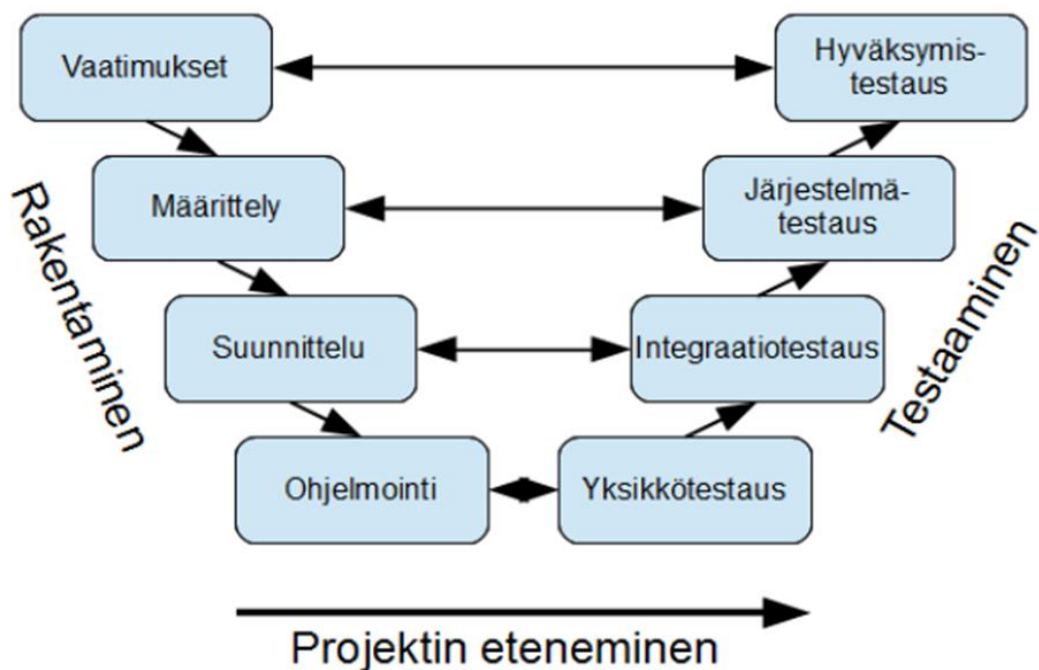 Vaatimukset
Hyväksymis-
testaus
Määrittely
Järjestelmä-
testaus
Rakentaminen
Testaaminen
Suunnittelu
Integraatiotestaus
Ohjelmointi
Yksikkötestaus
Projektin eteneminen